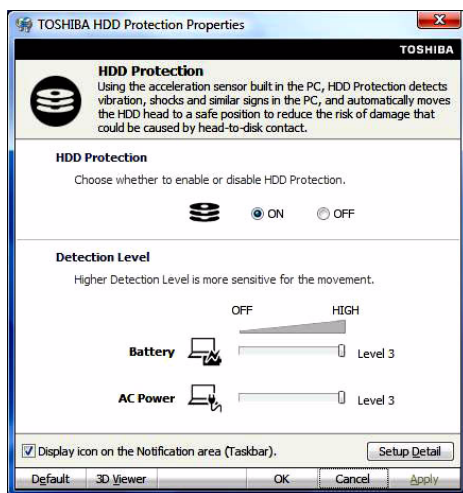 TOSHIBA HDD Protection Properties
TOSHIBA
HDD Protection
Using the acceleration sensor built in the PC, HDD Protection detects
vibration, shocks and similar signs in the PC, and automatically moves
the HDD head to a safe position to reduce the risk of damage that
could be caused by head-to-disk contact.
HDD Protection
Choose whether to enable or disable HDD Protection.
ON OFF
Detection Level
Higher Detection Level is more sensitive for the movement.
OFF HIGH
Battery Level 3
AC Power Level 3
Display icon on the Notification area (Taskbar). Setup Detail
Default 3D Viewer OK Cancel Apply